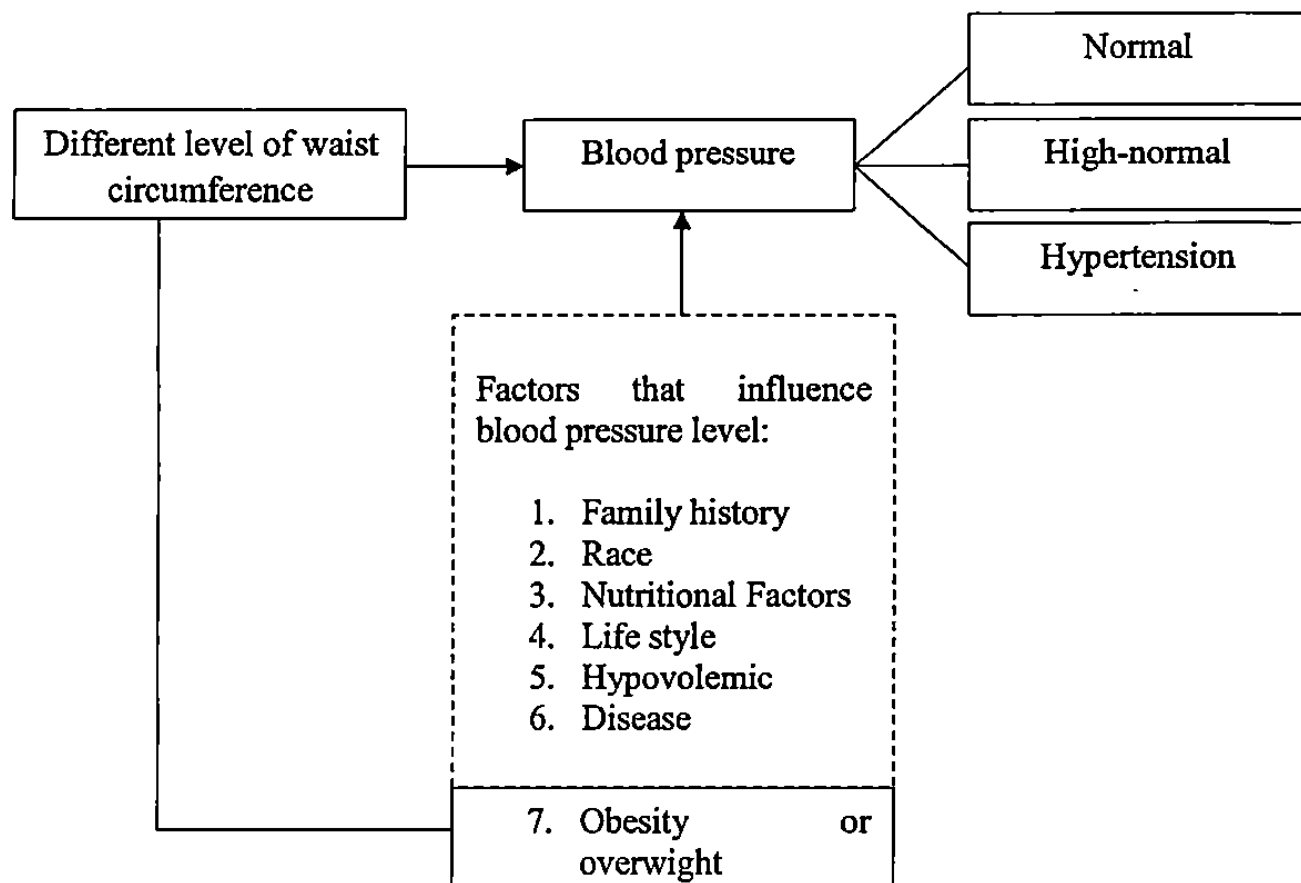 Normal
Different level of waist
circumference
Blood pressure
High-normal
Hypertension
Factors that influence
blood pressure level:
1. Family history
2. Race
3. Nutritional Factors
4. Life style
5. Hypovolemic
6. Disease
7. Obesity or
overwight